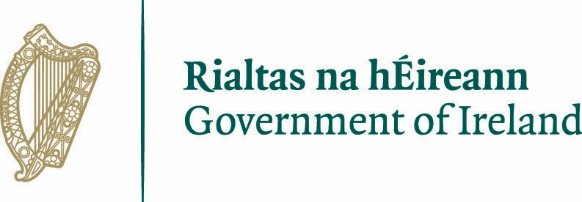 Rialtas na hÉireann
Government of Ireland